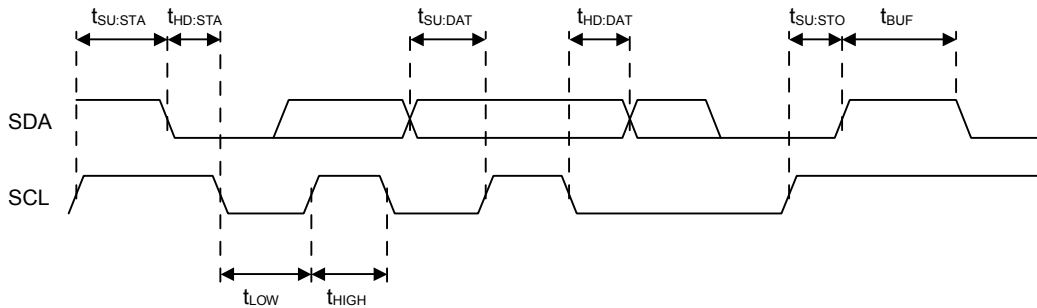 tSU:STA tHD:STA tSU:DAT tHD:DAT tSU:STO tBUF
SDA
SCL
tLOW tHIGH